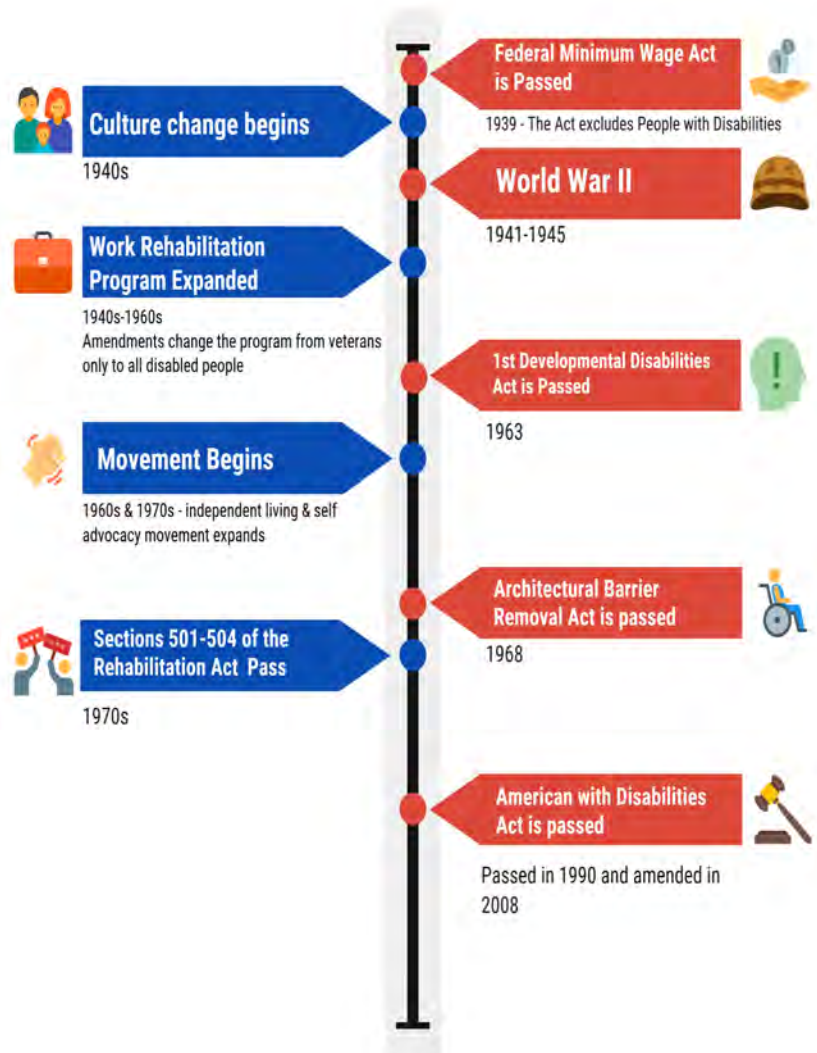 Federal Minimum Wage Act
is Passed
1939 - The Act excludes People with Disabilities
Culture change begins
1940s
World War II
1941-1945
Work Rehabilitation
Program Expanded
1940s-1960s
Amendments change the program from veterans
only to all disabled people
1st Developmental Disabilities
Act is Passed
1963
Movement Begins
1960s & 1970s - independent living & self
advocacy movement expands
Architectural Barrier
Removal Act is passed
1968
Sections 501-504 of the
Rehabilitation Act Pass
1970s
American with Disabilities
Act is passed
Passed in 1990 and amended in
2008